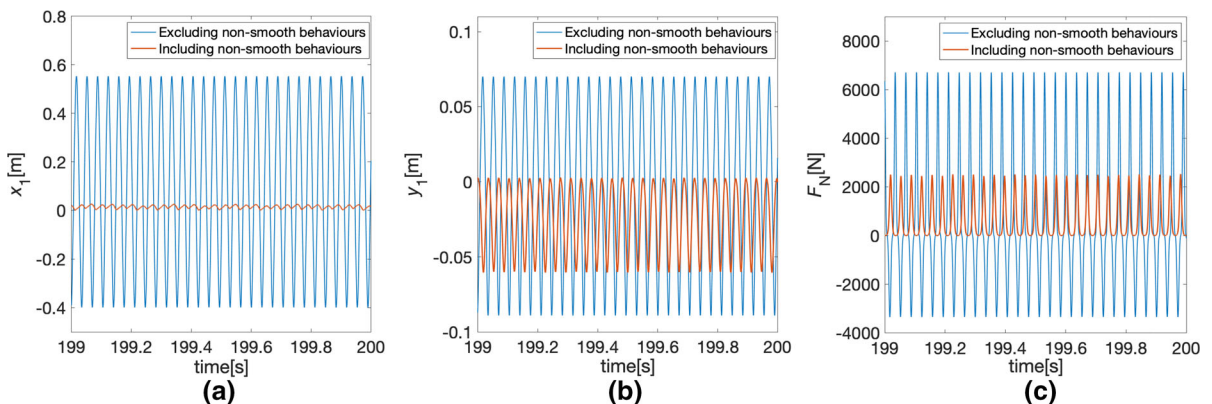 0.8
0.6
0.4
0.2
0
-0.2
-0.4
x1[m]
Excluding non-smooth behaviours
Including non-smooth behaviours
199 199.2 199.4 199.6 199.8 200
time[s]
(a)
0.1
0.05
0
-0.05
-0.1
y1[m]
Excluding non-smooth behaviours
Including non-smooth behaviours
199 199.2 199.4 199.6 199.8 200
time[s]
(b)
8000
6000
4000
2000
0
-2000
-4000
FN[N]
Excluding non-smooth behaviours
Including non-smooth behaviours
199 199.2 199.4 199.6 199.8 200
time[s]
(c)